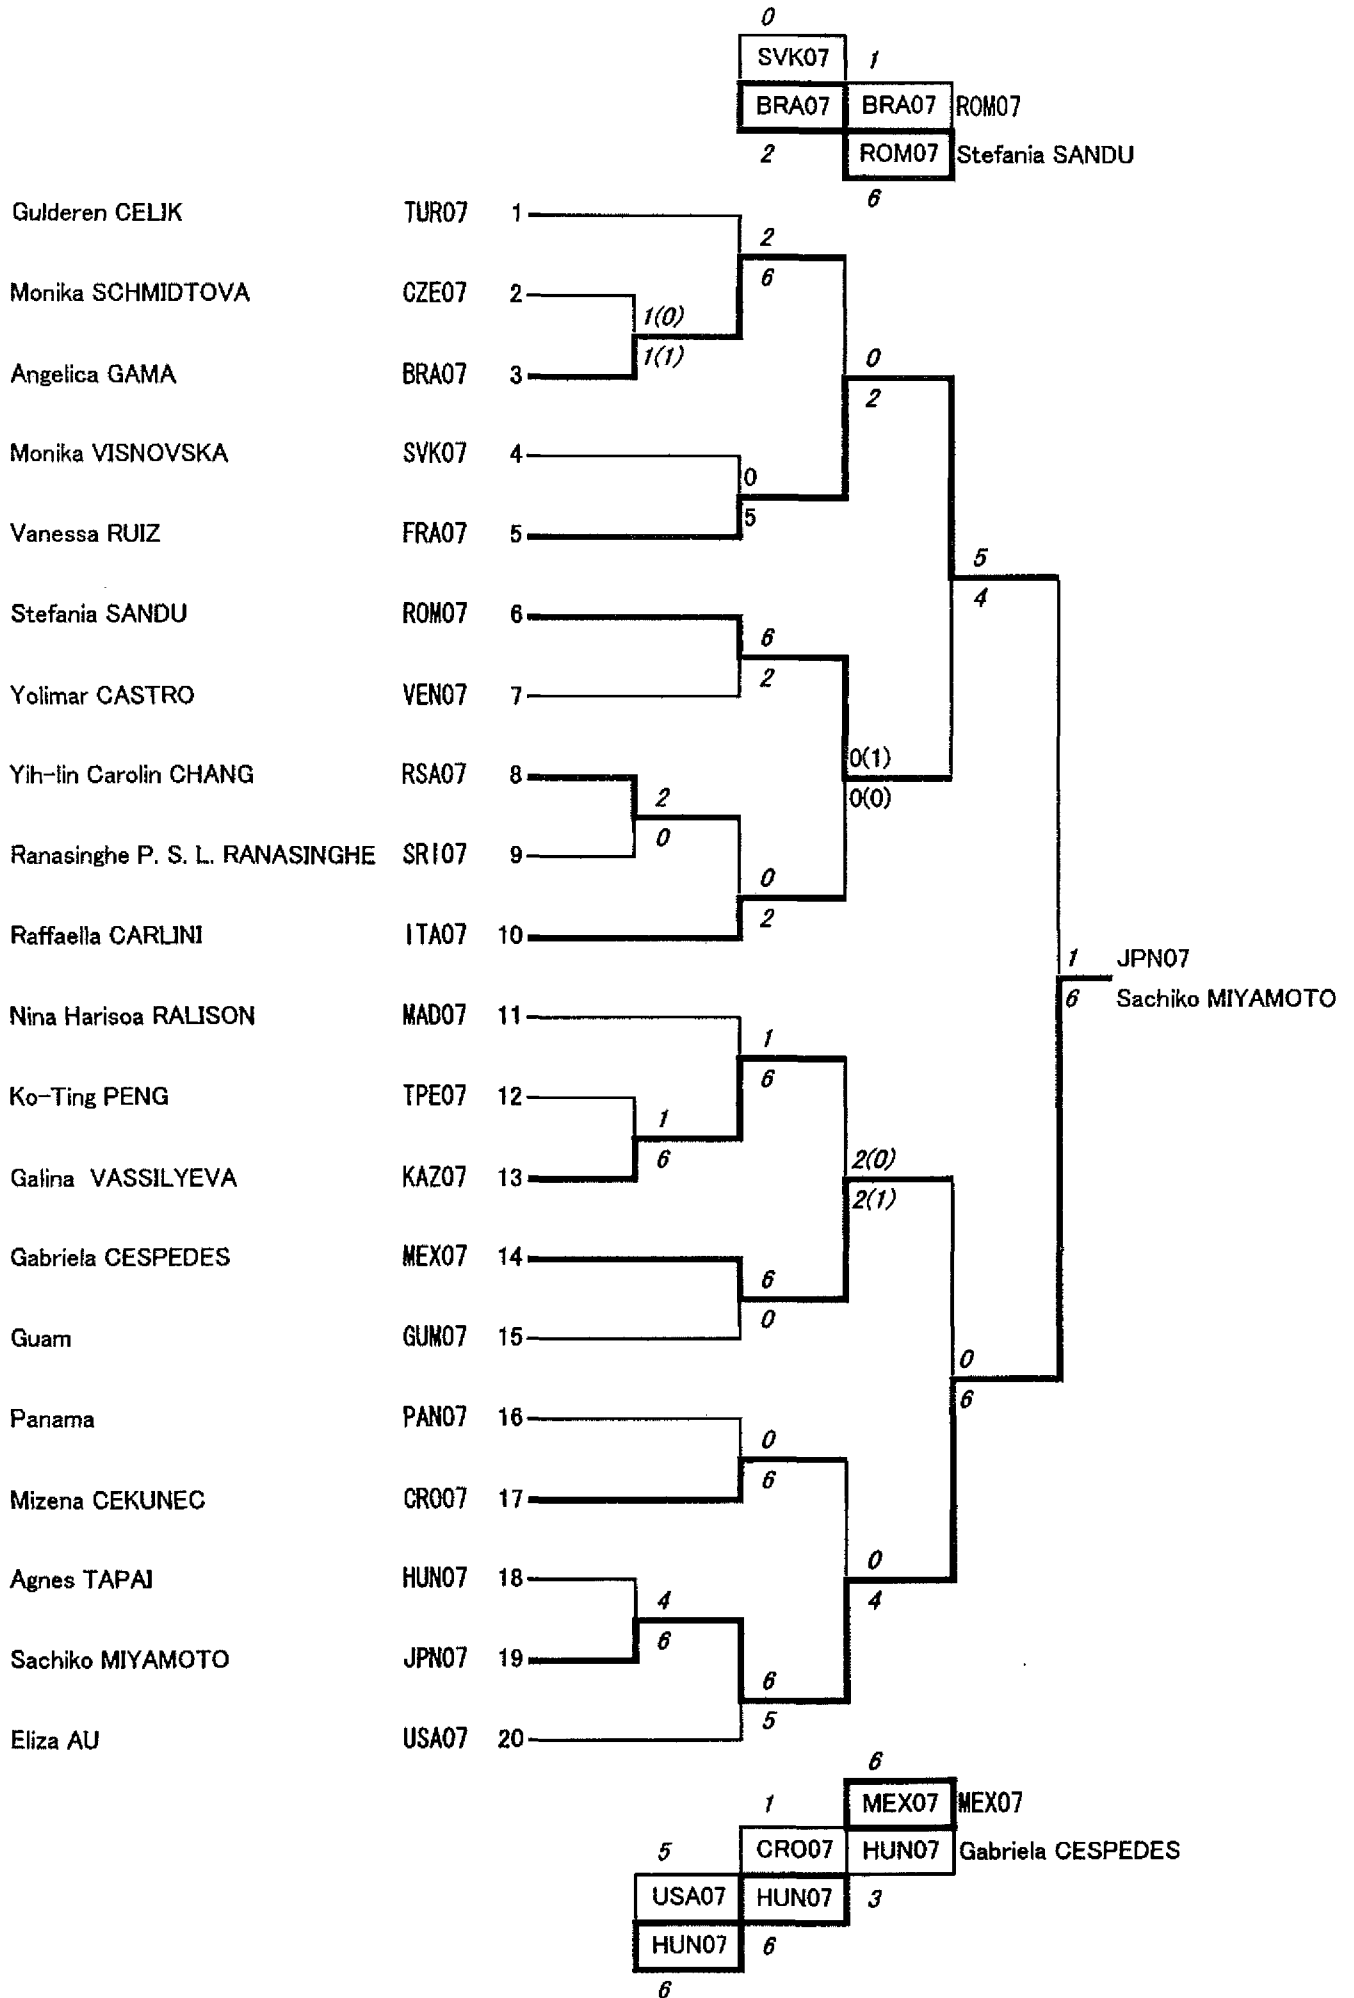 0
SVK07 1
BRA07 BRA07 ROM07
2 ROM07 Stefania SANDU
6
Gulderen CELIK TUR07 1
2
6
Monika SCHMIDTOVA CZE07 2
1(0)
1(1)
Angelica GAMA BRA07 3
0
2
Monika VISNOVSKA SVK07 4
0
5
Vanessa RUIZ FRA07 5
5
4
Stefania SANDU ROM07 6
6
2
Yolimar CASTRO VEN07 7
0(1)
0(0)
Yih-lin Carolin CHANG RSA07 8
2
0
Ranasinghe P. S. L. RANASINGHE SRI07 9
0
2
Raffaella CARLINI ITA07 10
1 JPN07
6 Sachiko MIYAMOTO
Nina Harisoa RALISON MAD07 11
1
6
Ko-Ting PENG TPE07 12
1
6
Galina VASSILYEVA KAZ07 13
2(0)
2(1)
Gabriela CESPEDES MEX07 14
6
0
Guam GUM07 15
0
6
Panama PAN07 16
0
6
Mizena CEKUNEC CRO07 17
0
4
Agnes TAPAI HUN07 18
4
6
Sachiko MIYAMOTO JPN07 19
6
5
Eliza AU USA07 20
6
1 MEX07 MEX07
5 CRO07 HUN07 Gabriela CESPEDES
USA07 HUN07 3
HUN07 6
6